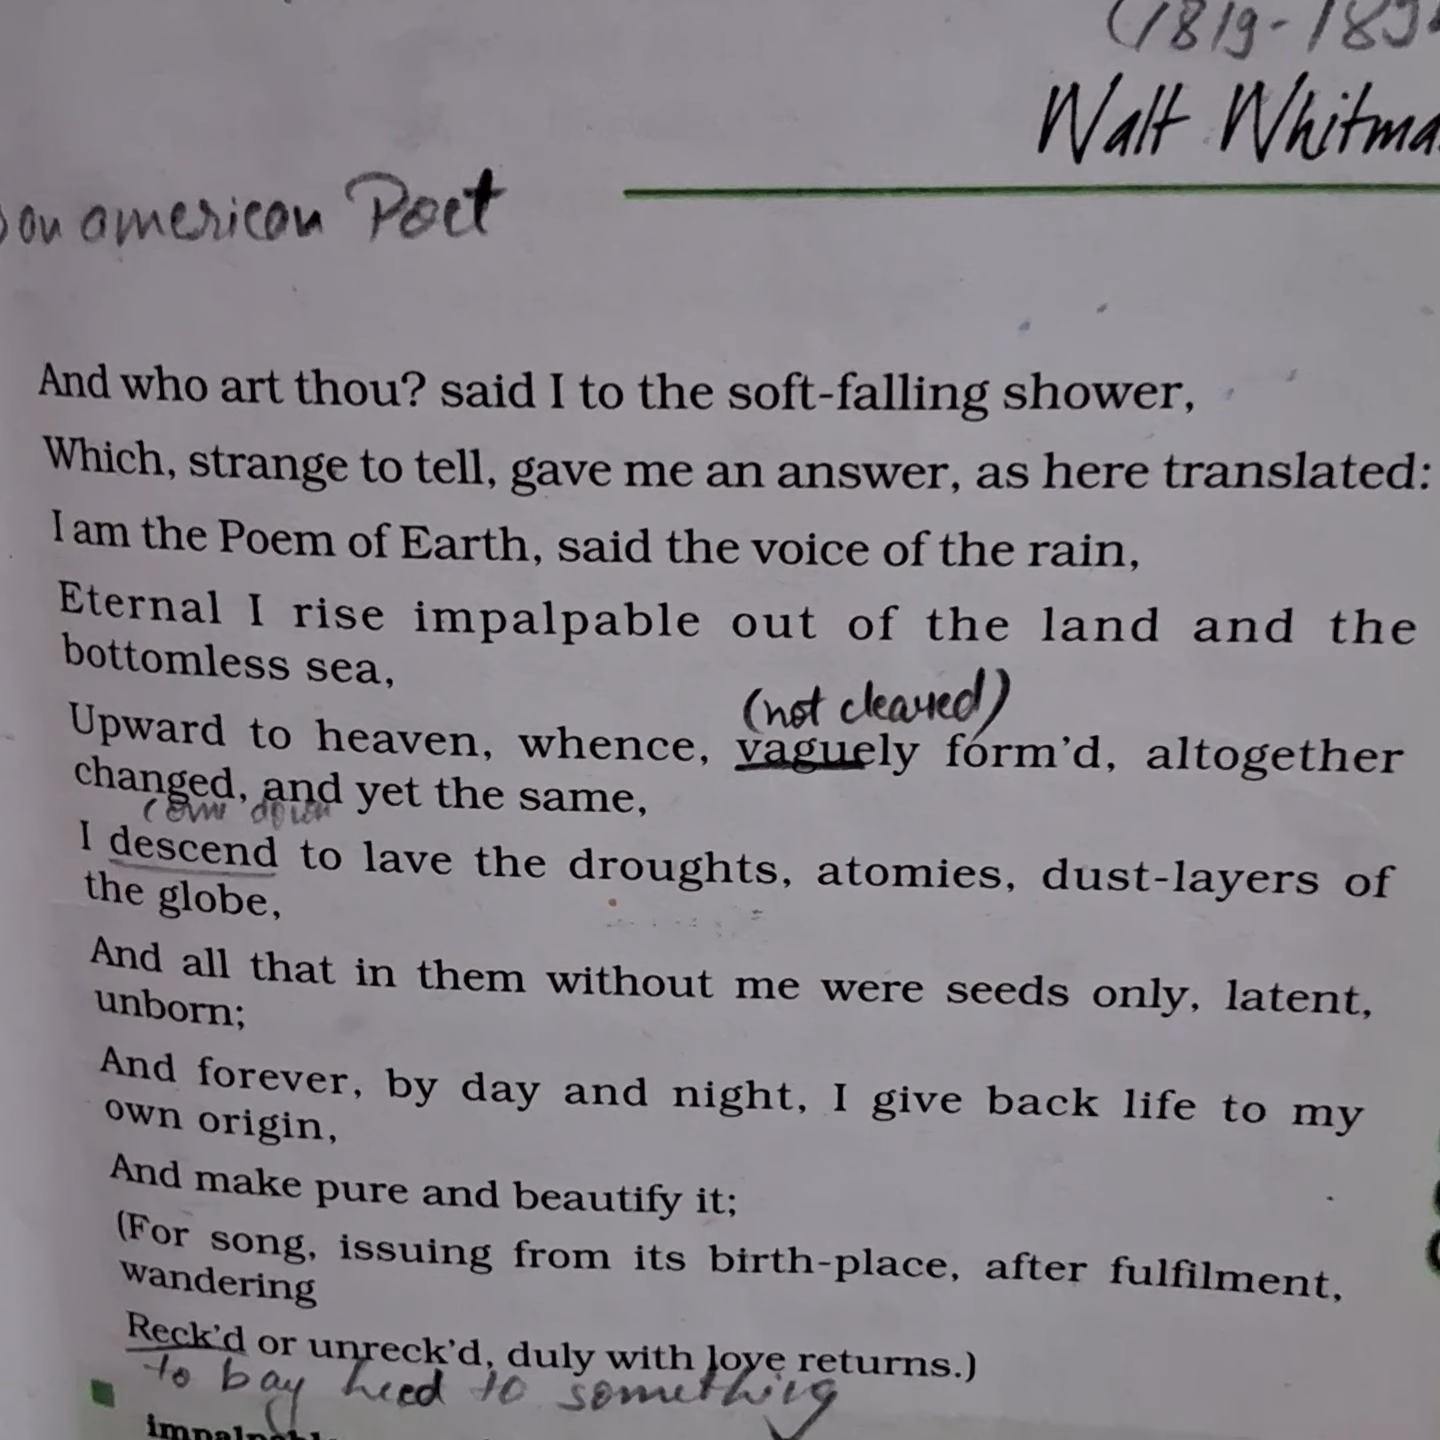 (1819-189
Walt Whitma
an american Poet
And who art thou? said I to the soft-falling shower,
Which, strange to tell, gave me an answer, as here translated:
I am the Poem of Earth, said the voice of the rain,
Eternal I rise impalpable out of the land and the
bottomless sea,
(not cleared)
Upward to heaven, whence, vaguely form'd, altogether
changed, and yet the same,
come down
I descend to lave the droughts, atomies, dust-layers of
the globe,
And all that in them without me were seeds only, latent,
unborn;
And forever, by day and night, I give back life to my
own origin,
And make pure and beautify it;
(For song, issuing from its birth-place, after fulfilment,
wandering
Reck'd or unreck'd, duly with love returns.)
to bay heed to something